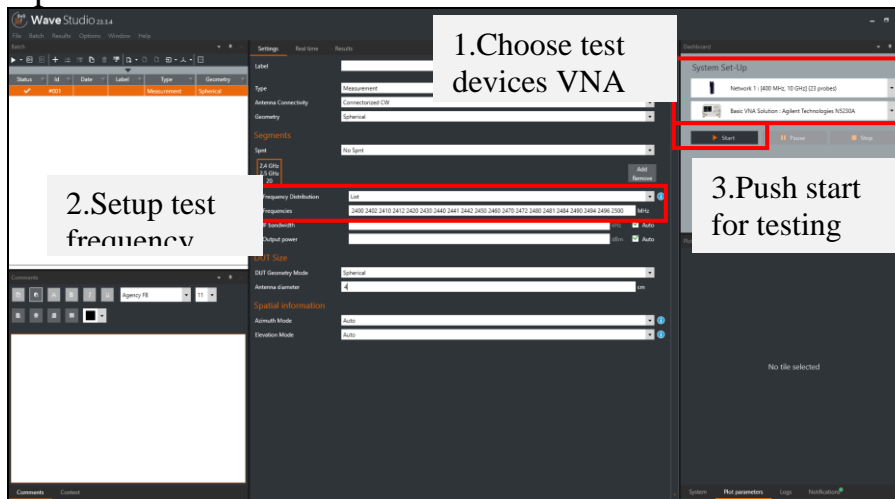 Wave Studio 23.2.4
File Batch Results Options Window Help
Batch
Status Id Date Label Type Geometry
#001 Measurement Spherical
Settings Real time Results
Label
Type Measurement
Antenna Connectivity Connectorized CW
Geometry Spherical
Segments
Spmt No Spmt
2.4 GHz
2.5 GHz
20
Add
Remove
Frequency Distribution List
Frequencies 2400 2402 2410 2412 2420 2430 2440 2441 2442 2450 2460 2470 2472 2480 2481 2484 2490 2494 2496 2500 MHz
IF bandwidth Auto
Output power dBm Auto
DUT Size
DUT Geometry Mode Spherical
Antenna diameter 4 cm
Spatial information
Azimuth Mode Auto
Elevation Mode Auto
1.Choose test
devices VNA
2.Setup test
frequency
3.Push start
for testing
Dashboard
System Set-Up
Network 1 : [400 MHz, 10 GHz] (23 probes)
Basic VNA Solution : Agilent Technologies N5230A
Start Pause Stop
No tile selected
Comments
Agency FB 11
Comments Context
System Plot parameters Logs Notifications